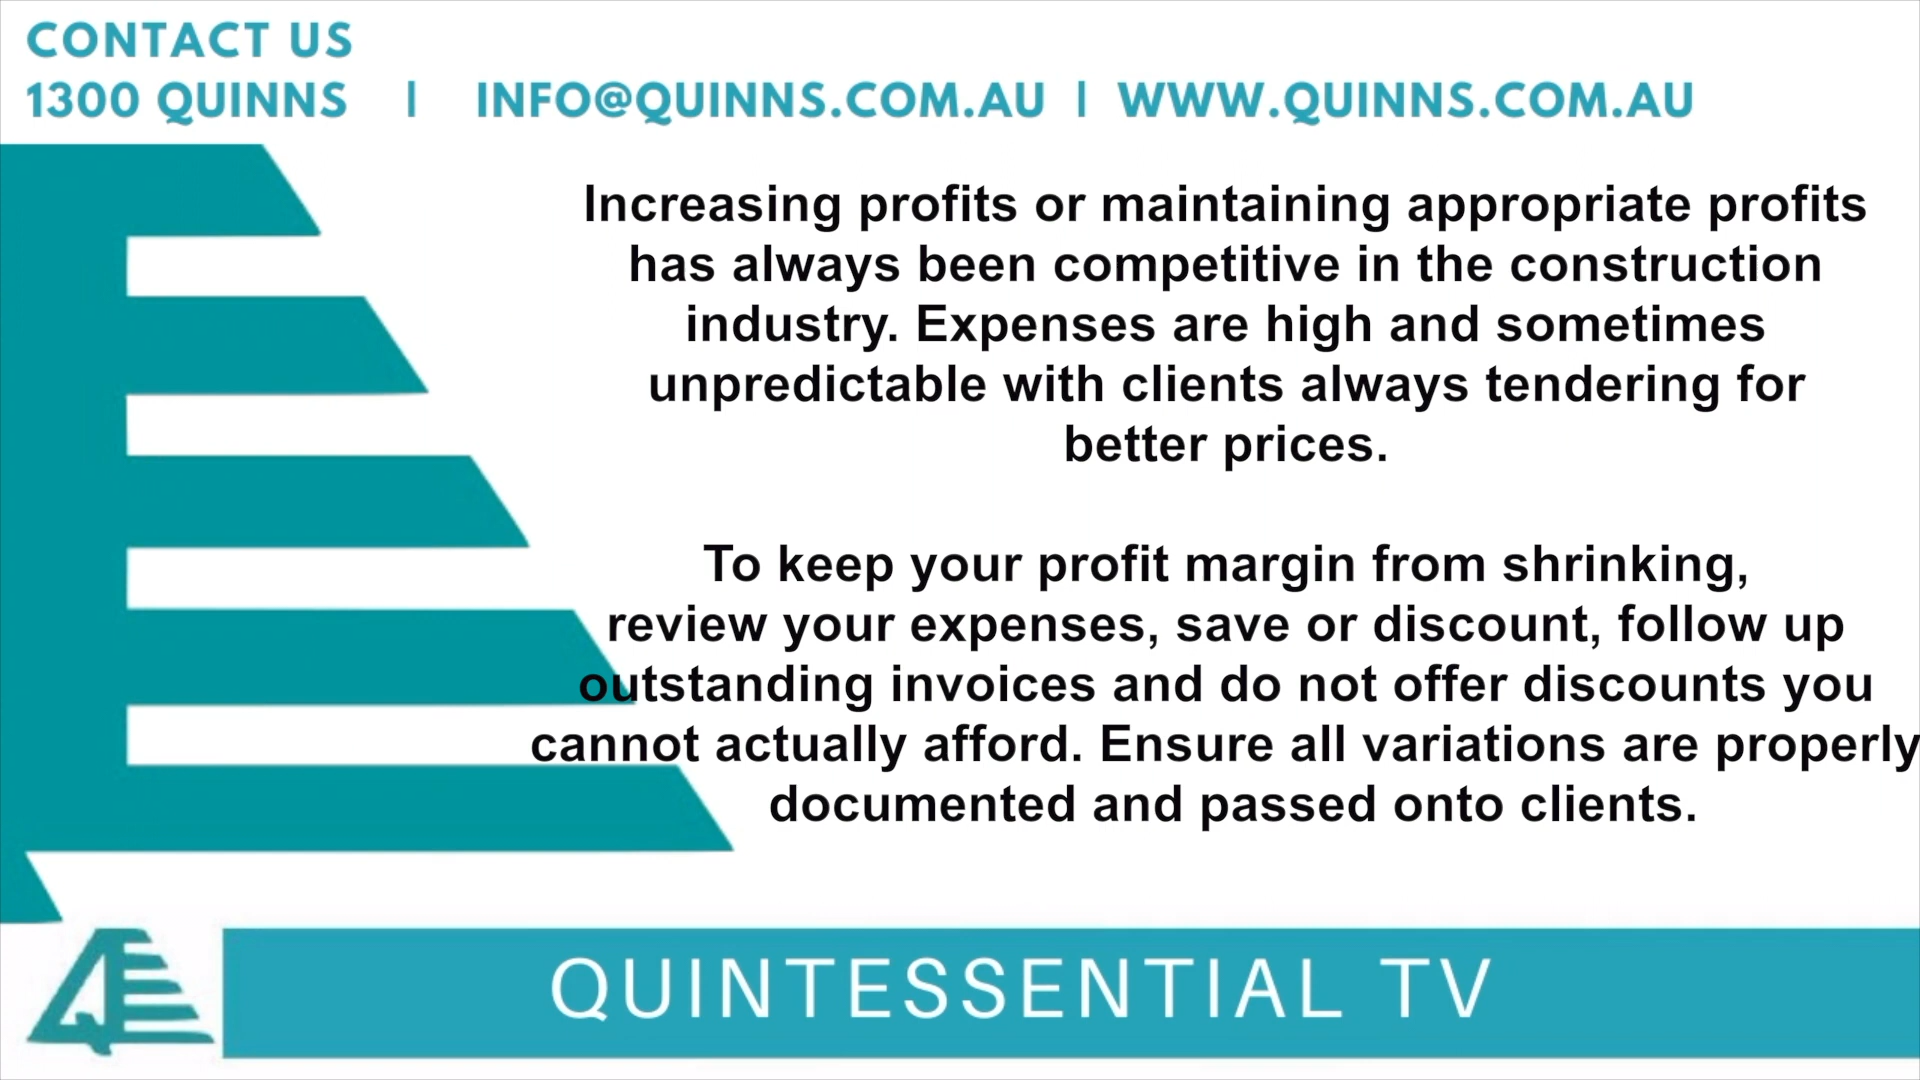 CONTACT US
1300 QUINNS | INFO@QUINNS.COM.AU | WWW.QUINNS.COM.AU
Increasing profits or maintaining appropriate profits
has always been competitive in the construction
industry. Expenses are high and sometimes
unpredictable with clients always tendering for
better prices.
To keep your profit margin from shrinking,
review your expenses, save or discount, follow up
outstanding invoices and do not offer discounts you
cannot actually afford. Ensure all variations are properly
documented and passed onto clients.
QUINTESSENTIAL TV